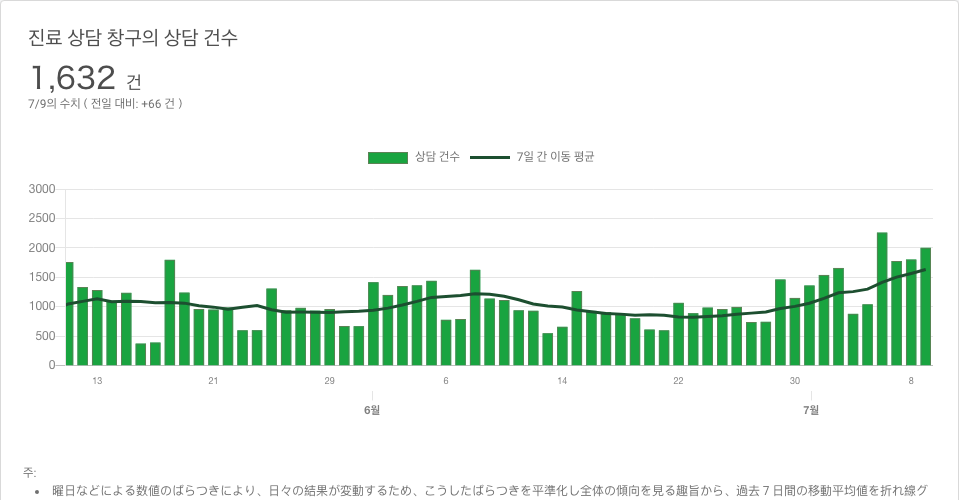 진료 상담 창구의 상담 건수
1,632 건
7/9의 수치 ( 전일 대비: +66 건 )
상담 건수 7일 간 이동 평균
3000
2500
2000
1500
1000
500
0
13 21 29 6 14 22 30 8
6월 7월
주:
• 曜日などによる数値のばらつきにより、日々の結果が変動するため、こうしたばらつきを平準化し全体の傾向を見る趣旨から、過去７日間の移動平均値を折れ線グ